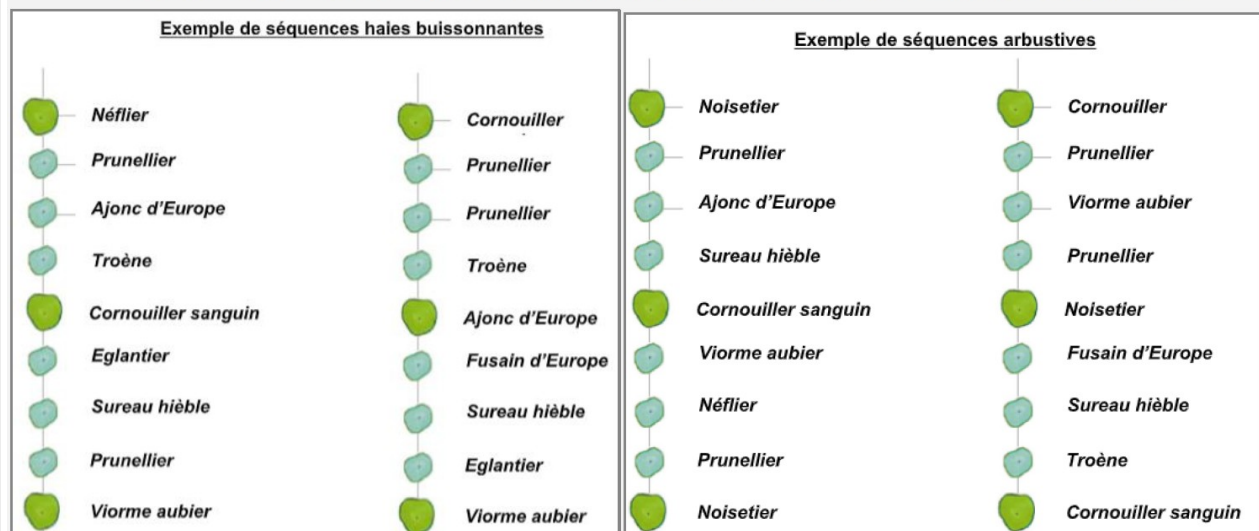 Exemple de séquences haies buissonnantes
Néflier
Prunellier
Ajonc d'Europe
Troène
Cornouiller sanguin
Eglantier
Sureau hièble
Prunellier
Viorme aubier
Cornouiller
Prunellier
Prunellier
Troène
Ajonc d'Europe
Fusain d'Europe
Sureau hièble
Eglantier
Viorme aubier
Exemple de séquences arbustives
Noisetier
Prunellier
Ajonc d'Europe
Sureau hièble
Cornouiller sanguin
Viorme aubier
Néflier
Prunellier
Noisetier
Cornouiller
Prunellier
Viorme aubier
Prunellier
Noisetier
Fusain d'Europe
Sureau hièble
Troène
Cornouiller sanguin